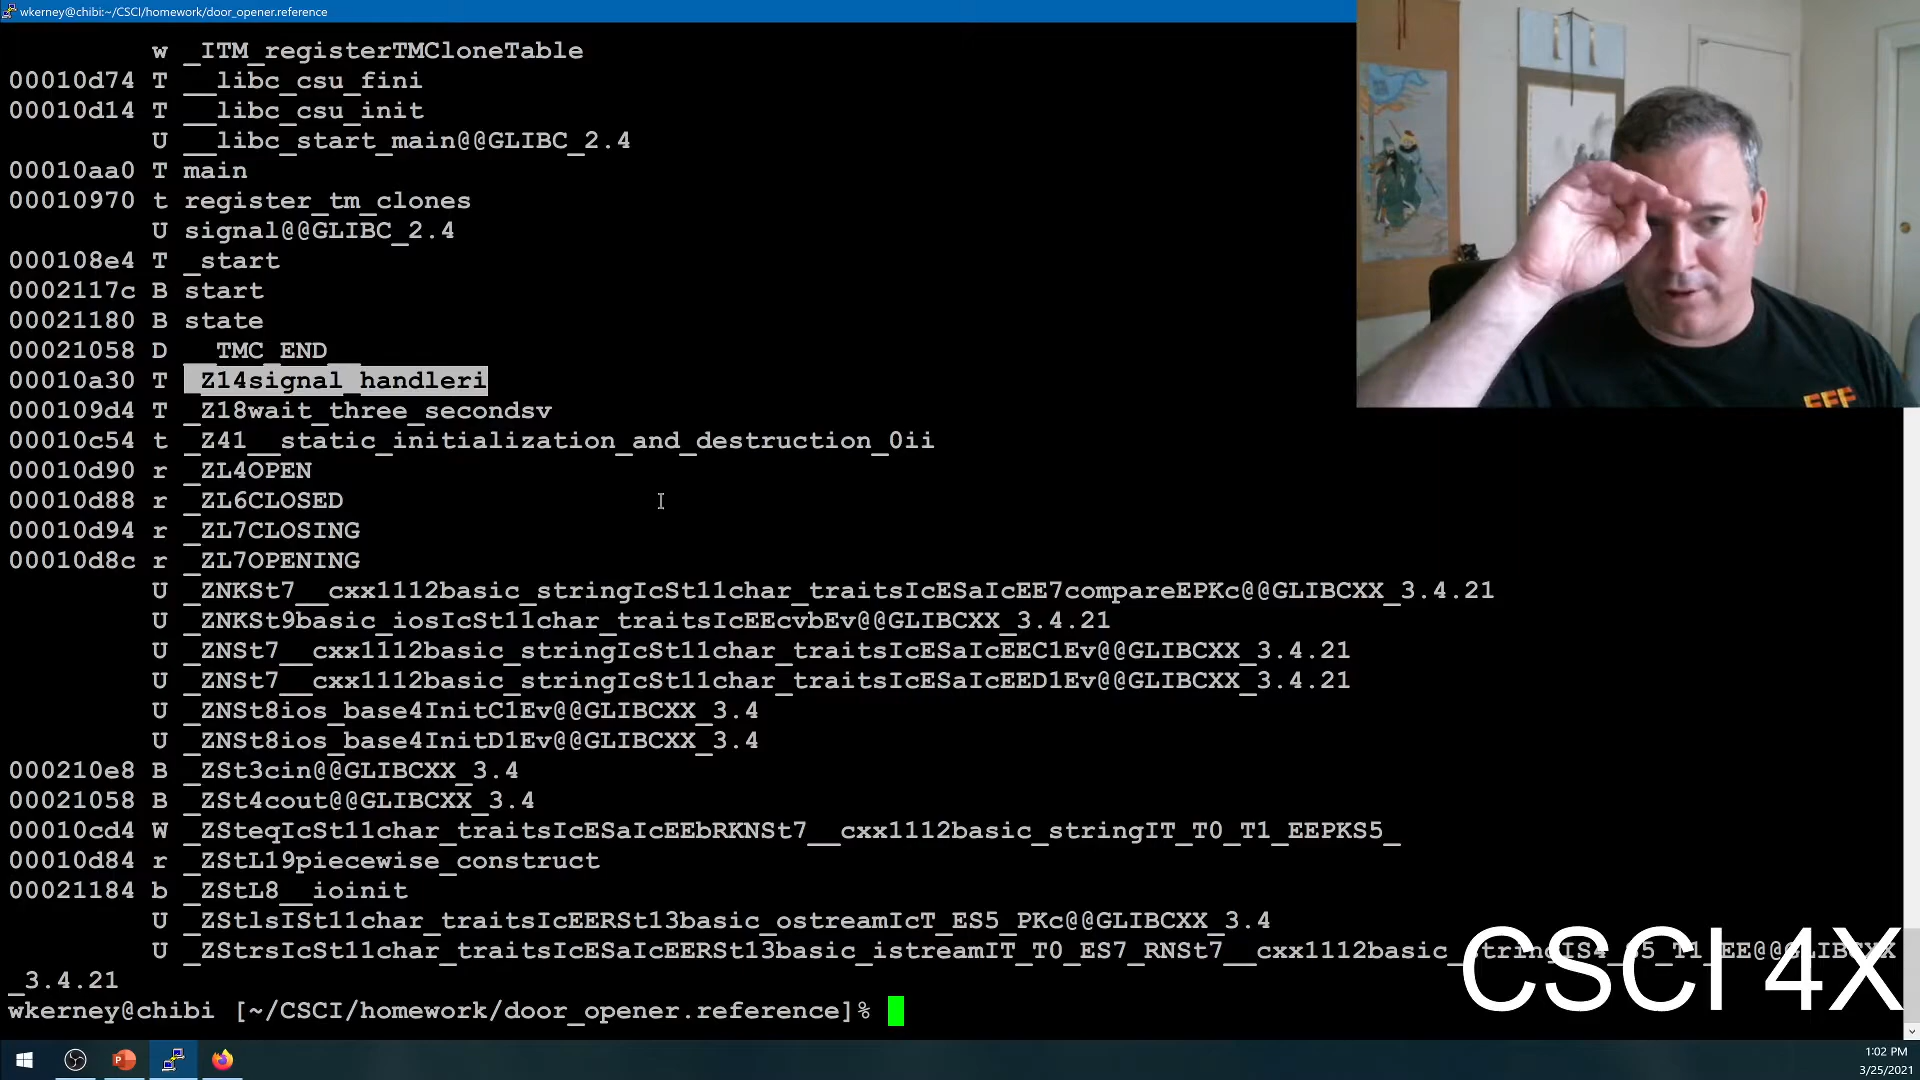 wkerney@chibi:~/CSCI/homework/door_opener.reference
w _ITM_registerTMCloneTable
00010d74 T __libc_csu_fini
00010d14 T __libc_csu_init
U __libc_start_main@@GLIBC_2.4
00010aa0 T main
00010970 t register_tm_clones
U signal@@GLIBC_2.4
000108e4 T _start
0002117c B start
00021180 B state
00021058 D __TMC_END__
00010a30 T _Z14signal_handleri
000109d4 T _Z18wait_three_secondsv
00010c54 t _Z41__static_initialization_and_destruction_0ii
00010d90 r _ZL4OPEN
00010d88 r _ZL6CLOSED
00010d94 r _ZL7CLOSING
00010d8c r _ZL7OPENING
U _ZNKSt7__cxx1112basic_stringIcSt11char_traitsIcESaIcEE7compareEPKc@@GLIBCXX_3.4.21
U _ZNKSt9basic_iosIcSt11char_traitsIcEEcvbEv@@GLIBCXX_3.4.21
U _ZNSt7__cxx1112basic_stringIcSt11char_traitsIcESaIcEEC1Ev@@GLIBCXX_3.4.21
U _ZNSt7__cxx1112basic_stringIcSt11char_traitsIcESaIcEED1Ev@@GLIBCXX_3.4.21
U _ZNSt8ios_base4InitC1Ev@@GLIBCXX_3.4
U _ZNSt8ios_base4InitD1Ev@@GLIBCXX_3.4
000210e8 B _ZSt3cin@@GLIBCXX_3.4
00021058 B _ZSt4cout@@GLIBCXX_3.4
00010cd4 W _ZSteqIcSt11char_traitsIcESaIcEEbRKNSt7__cxx1112basic_stringIT_T0_T1_EEPKS5_
00010d84 r _ZStL19piecewise_construct
00021184 b _ZStL8__ioinit
U _ZStlsISt11char_traitsIcEERSt13basic_ostreamIcT_ES5_PKc@@GLIBCXX_3.4
U _ZStrsIcSt11char_traitsIcESaIcEERSt13basic_istreamIT_T0_ES7_RNSt7__cxx1112basic_stringIS4_S5_T1_EE@@GLIBCXX
_3.4.21
wkerney@chibi [~/CSCI/homework/door_opener.reference]%
CSCI 4X
FFF
1:02 PM
3/25/2021